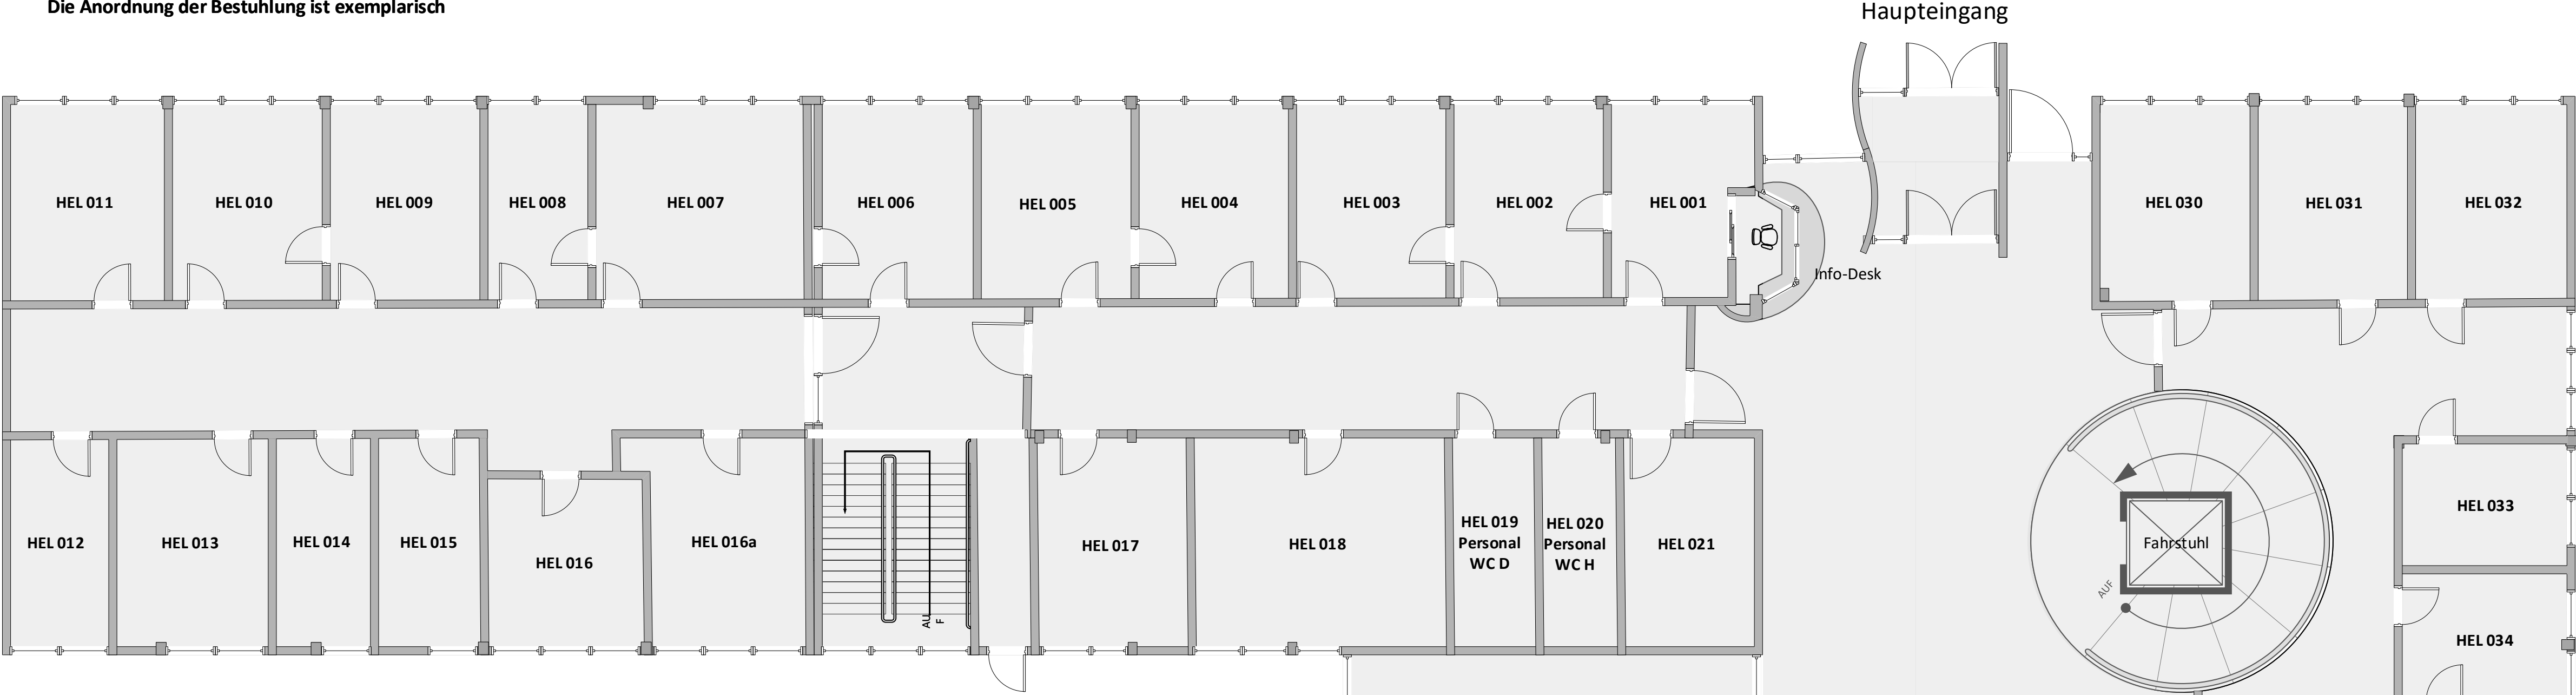 Die Anordnung der Bestuhlung ist exemplarisch
Haupteingang
HEL 011
HEL 010
HEL 009
HEL 008
HEL 007
HEL 006
HEL 005
HEL 004
HEL 003
HEL 002
HEL 001
Info-Desk
HEL 030
HEL 031
HEL 032
HEL 012
HEL 013
HEL 014
HEL 015
HEL 016
HEL 016a
AU
F
HEL 017
HEL 018
HEL 019
Personal
WC D
HEL 020
Personal
WC H
HEL 021
Fahrstuhl
AUF
HEL 033
HEL 034